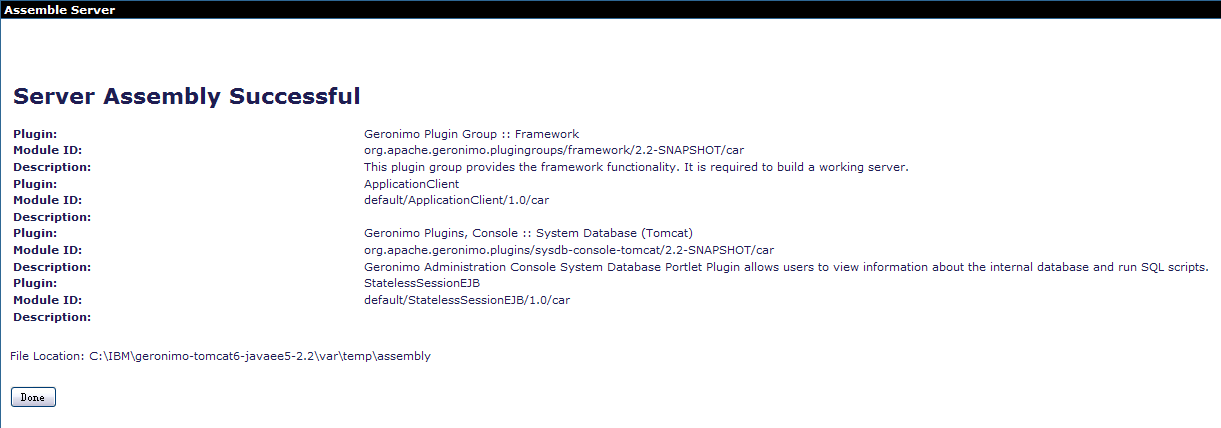 Assemble Server
Server Assembly Successful
Plugin: Geronimo Plugin Group :: Framework
Module ID: org.apache.geronimo.plugingroups/framework/2.2-SNAPSHOT/car
Description: This plugin group provides the framework functionality. It is required to build a working server.
Plugin: ApplicationClient
Module ID: default/ApplicationClient/1.0/car
Description:
Plugin: Geronimo Plugins, Console :: System Database (Tomcat)
Module ID: org.apache.geronimo.plugins/sysdb-console-tomcat/2.2-SNAPSHOT/car
Description: Geronimo Administration Console System Database Portlet Plugin allows users to view information about the internal database and run SQL scripts.
Plugin: StatelessSessionEJB
Module ID: default/StatelessSessionEJB/1.0/car
Description:
File Location: C:\IBM\geronimo-tomcat6-javaee5-2.2\var\temp\assembly
Done